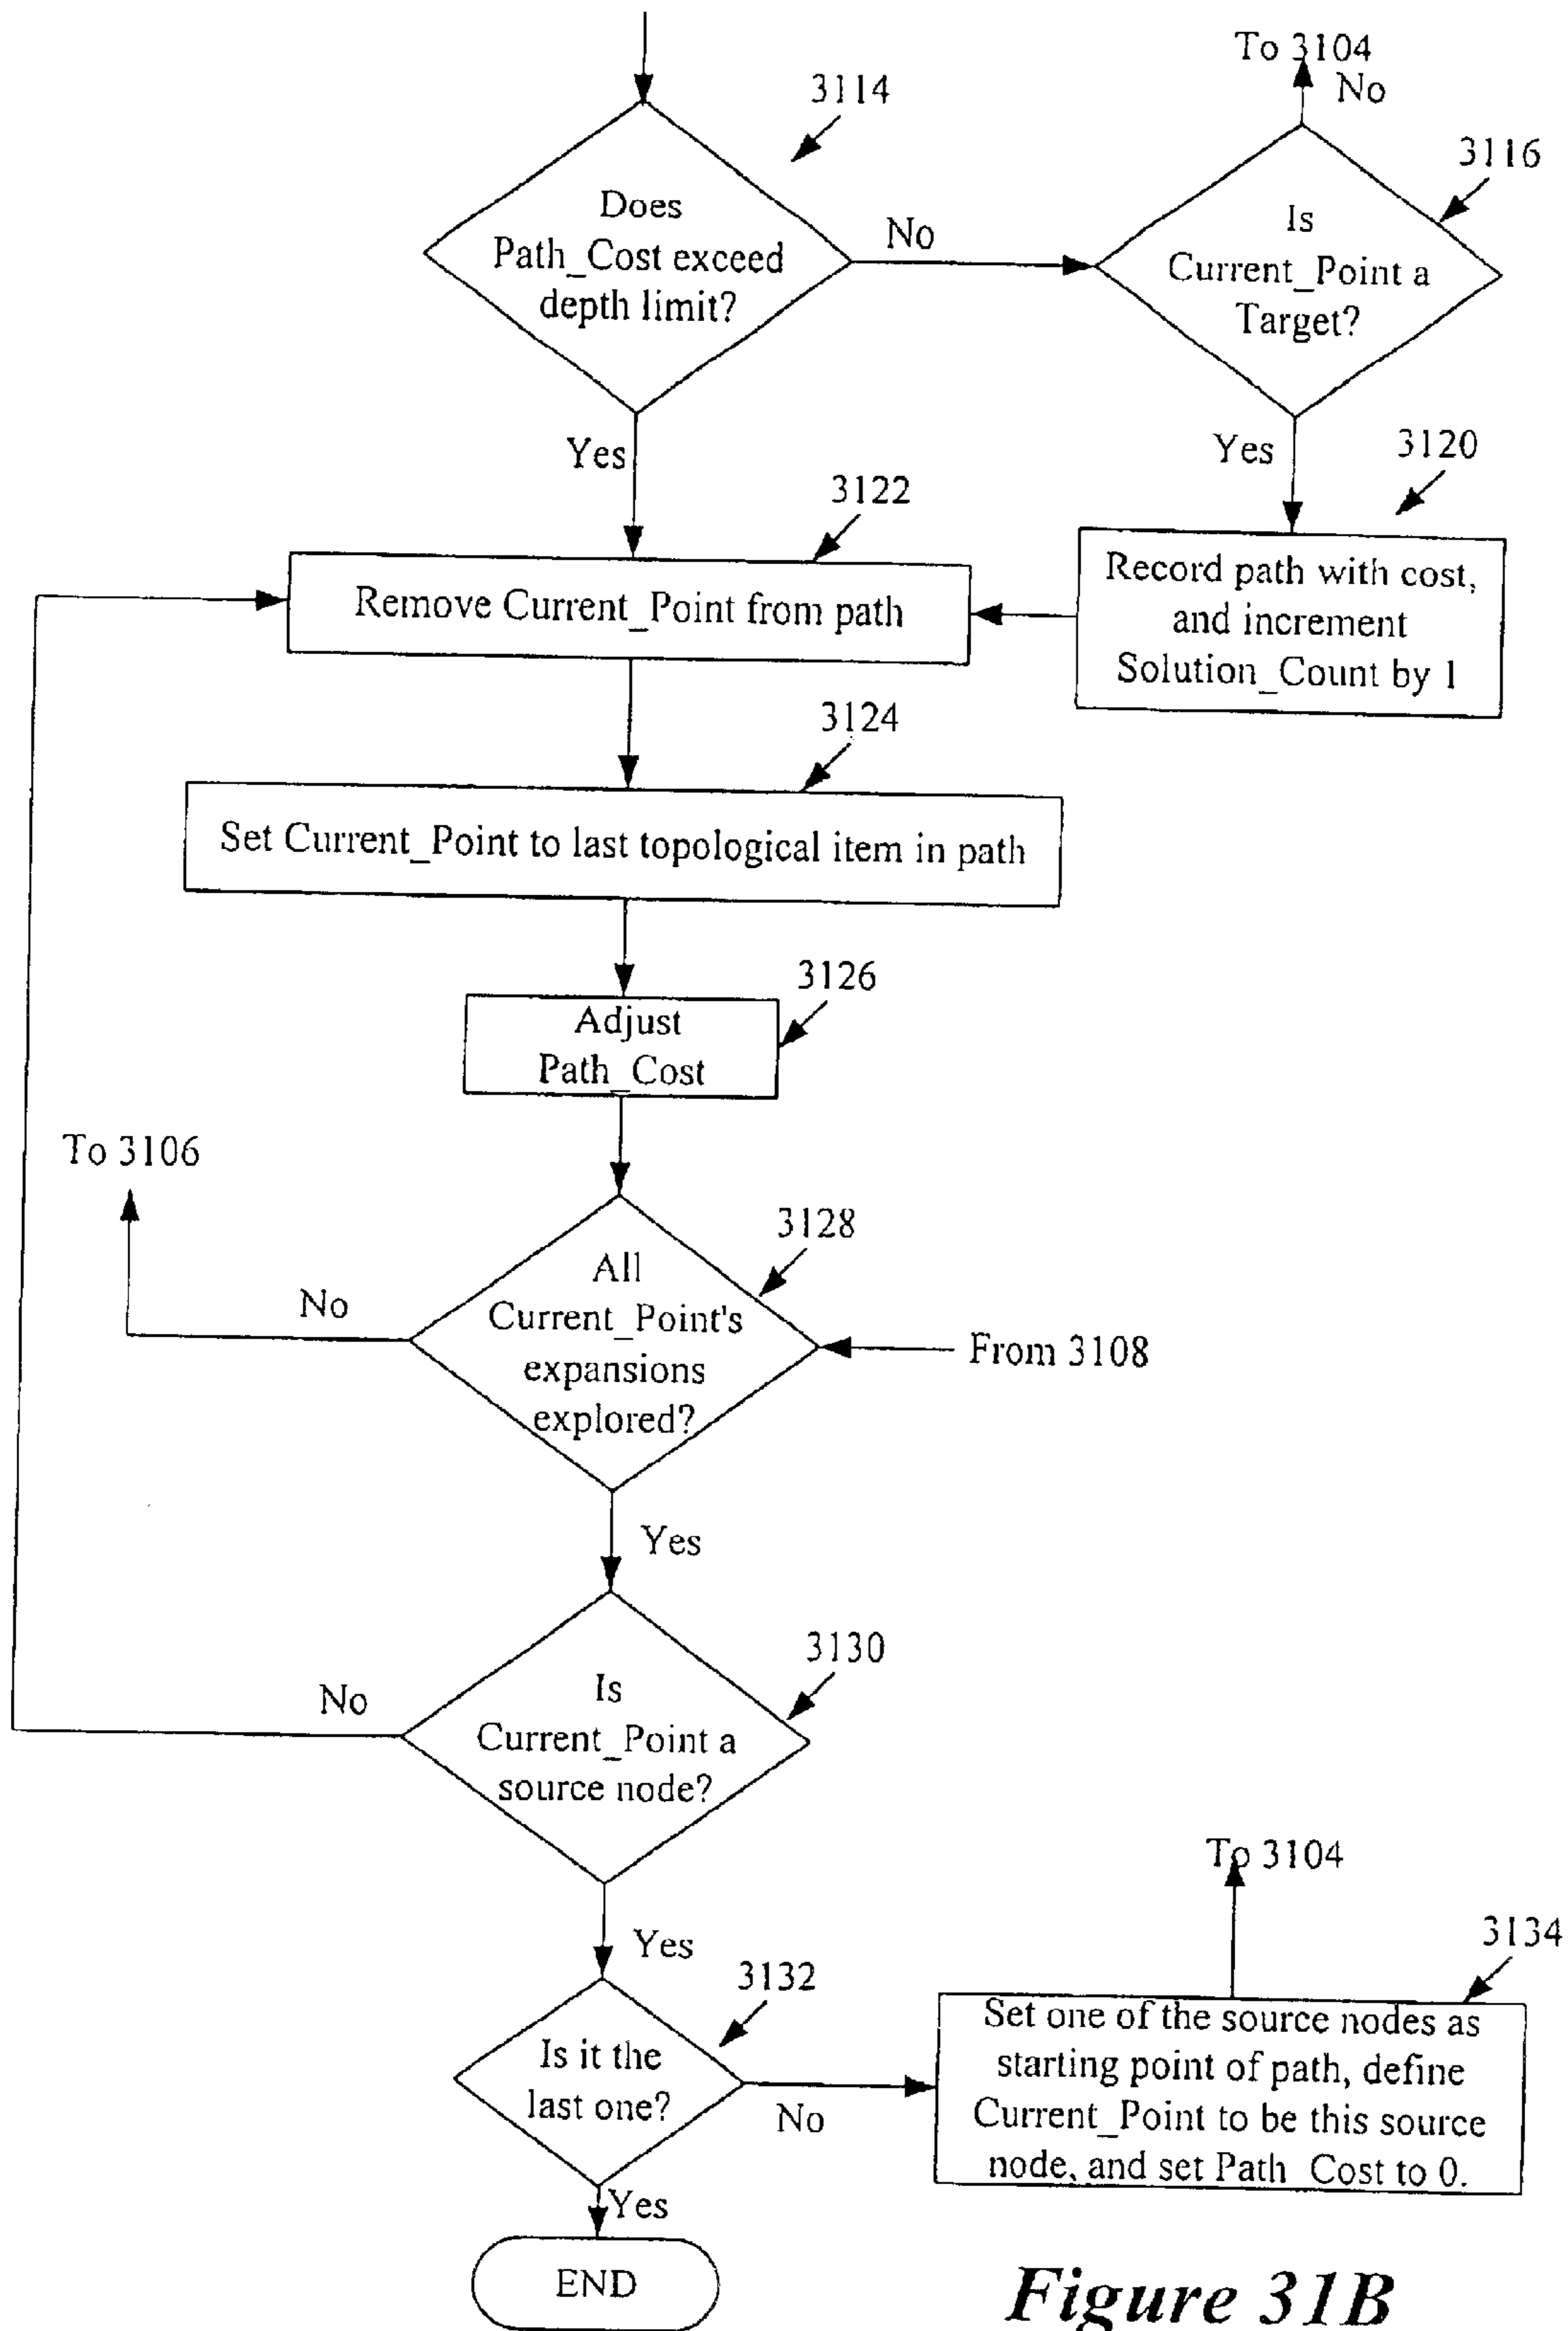 To 3104
No
3114
3116
Does
Path_Cost exceed
depth limit?
No
Is
Current_Point a
Target?
Yes
Yes
3120
3122
Remove Current_Point from path
Record path with cost,
and increment
Solution_Count by 1
3124
Set Current_Point to last topological item in path
3126
Adjust
Path_Cost
To 3106
3128
All
Current_Point's
expansions
explored?
No
From 3108
Yes
3130
Is
Current_Point a
source node?
No
To 3104
Yes
3132
3134
Is it the
last one?
No
Set one of the source nodes as
starting point of path, define
Current_Point to be this source
node, and set Path_Cost to 0.
Yes
END
Figure 31B